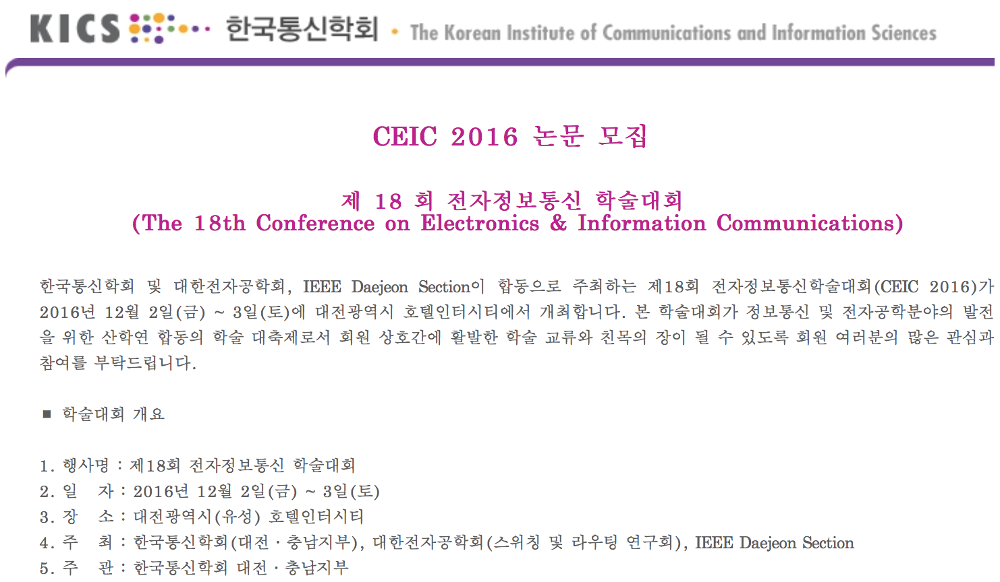 KICS 한국통신학회 • The Korean Institute of Communications and Information Sciences
CEIC 2016 논문 모집
제 18 회 전자정보통신 학술대회
(The 18th Conference on Electronics & Information Communications)
한국통신학회 및 대한전자공학회, IEEE Daejeon Section이 합동으로 주최하는 제18회 전자정보통신학술대회(CEIC 2016)가
2016년 12월 2일(금) ~ 3일(토)에 대전광역시 호텔인터시티에서 개최합니다. 본 학술대회가 정보통신 및 전자공학분야의 발전
을 위한 산학연 합동의 학술 대축제로서 회원 상호간에 활발한 학술 교류와 친목의 장이 될 수 있도록 회원 여러분의 많은 관심과
참여를 부탁드립니다.
■ 학술대회 개요
1. 행사명 : 제18회 전자정보통신 학술대회
2. 일 자 : 2016년 12월 2일(금) ~ 3일(토)
3. 장 소 : 대전광역시(유성) 호텔인터시티
4. 주 최 : 한국통신학회(대전 · 충남지부), 대한전자공학회(스위칭 및 라우팅 연구회), IEEE Daejeon Section
5. 주 관 : 한국통신학회 대전 · 충남지부